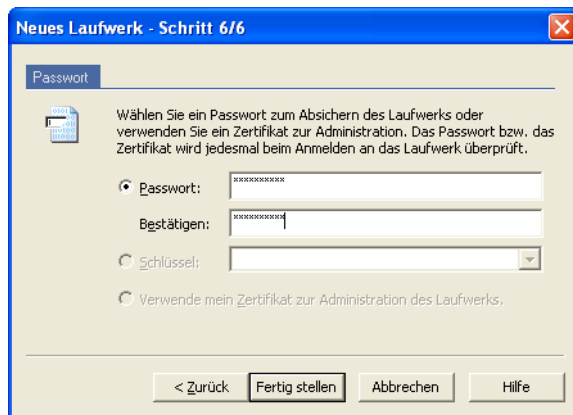 Neues Laufwerk - Schritt 6/6
Passwort
Wählen Sie ein Passwort zum Absichern des Laufwerks oder
verwenden Sie ein Zertifikat zur Administration. Das Passwort bzw. das
Zertifikat wird jedesmal beim Anmelden an das Laufwerk überprüft.
Passwort: **********
Bestätigen: **********
Schlüssel:
Verwende mein Zertifikat zur Administration des Laufwerks.
< Zurück Fertig stellen Abbrechen Hilfe